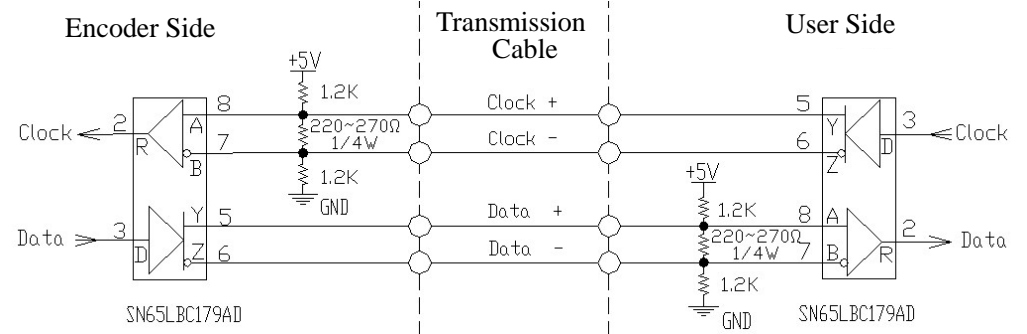 Encoder Side
Transmission
Cable
User Side
+5V
1.2K
8
Clock +
5
Clock
2
A
220~270Ω
Y
3
Clock
R
7
1/4W
Clock -
6
D
B
Z
1.2K
+5V
GND
1.2K
Y
5
Data +
8
A
Data
3
220~270Ω
2
Data
D
Z
6
Data -
1/4W
7
B
R
1.2K
SN65LBC179AD
GND
SN65LBC179AD